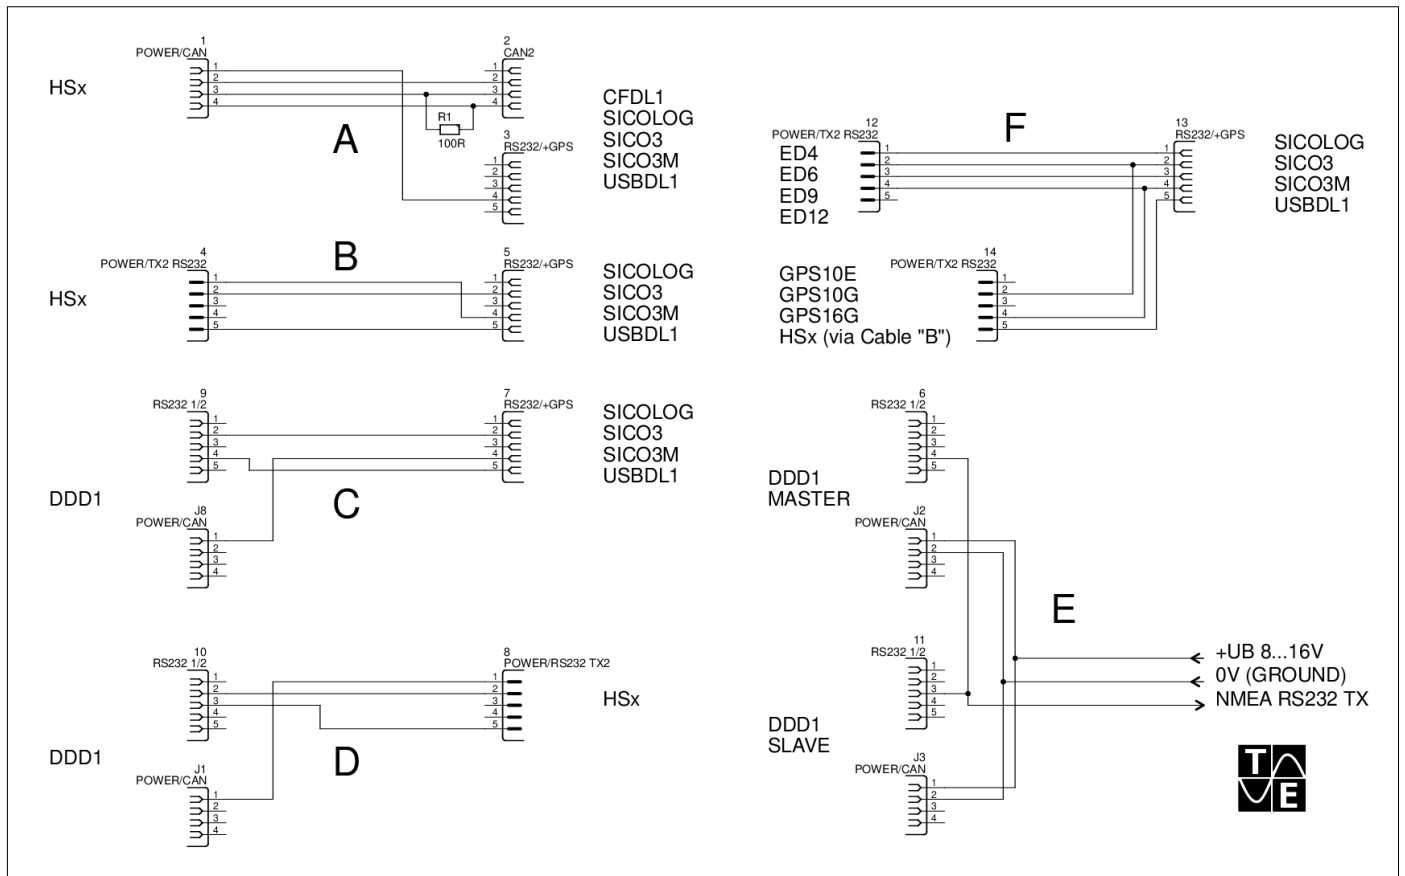 1
POWER/CAN
1
2
3
4
HSx
A
R1
100R
2
CAN2
1
2
3
4
3
RS232/+GPS
1
2
3
4
5
CFDL1
SICOLOG
SICO3
SICO3M
USBDL1
4
POWER/TX2 RS232
1
2
3
4
5
HSx
B
5
RS232/+GPS
1
2
3
4
5
SICOLOG
SICO3
SICO3M
USBDL1
9
RS232 1/2
1
2
3
4
5
DDD1
J8
POWER/CAN
1
2
3
4
C
7
RS232/+GPS
1
2
3
4
5
SICOLOG
SICO3
SICO3M
USBDL1
10
RS232 1/2
1
2
3
4
5
DDD1
J1
POWER/CAN
1
2
3
4
D
8
POWER/RS232 TX2
1
2
3
4
5
HSx
F
12
POWER/TX2 RS232
1
2
3
4
5
ED4
ED6
ED9
ED12
13
RS232/+GPS
1
2
3
4
5
SICOLOG
SICO3
SICO3M
USBDL1
14
POWER/TX2 RS232
1
2
3
4
5
GPS10E
GPS10G
GPS16G
HSx (via Cable "B")
6
RS232 1/2
1
2
3
4
5
DDD1
MASTER
J2
POWER/CAN
1
2
3
4
E
11
RS232 1/2
1
2
3
4
5
DDD1
SLAVE
J3
POWER/CAN
1
2
3
4
+UB 8...16V
0V (GROUND)
NMEA RS232 TX
T
E